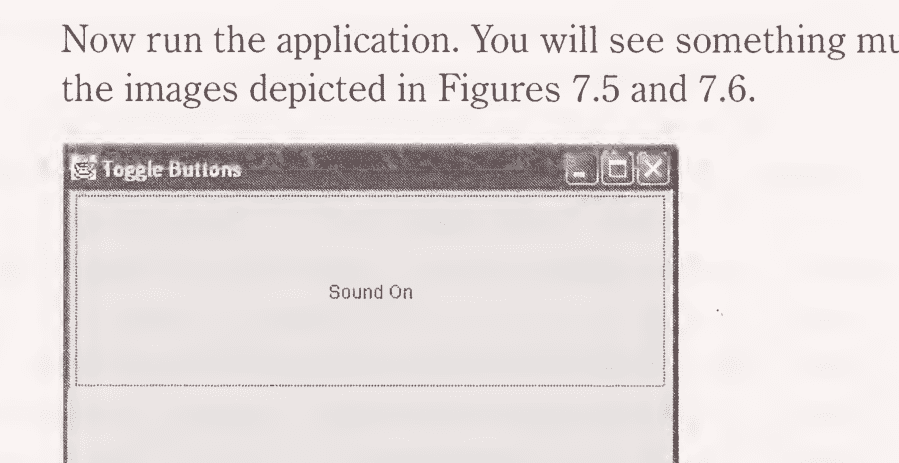 Now run the application. You will see something mu
the images depicted in Figures 7.5 and 7.6.
Toggle Buttons
Sound On